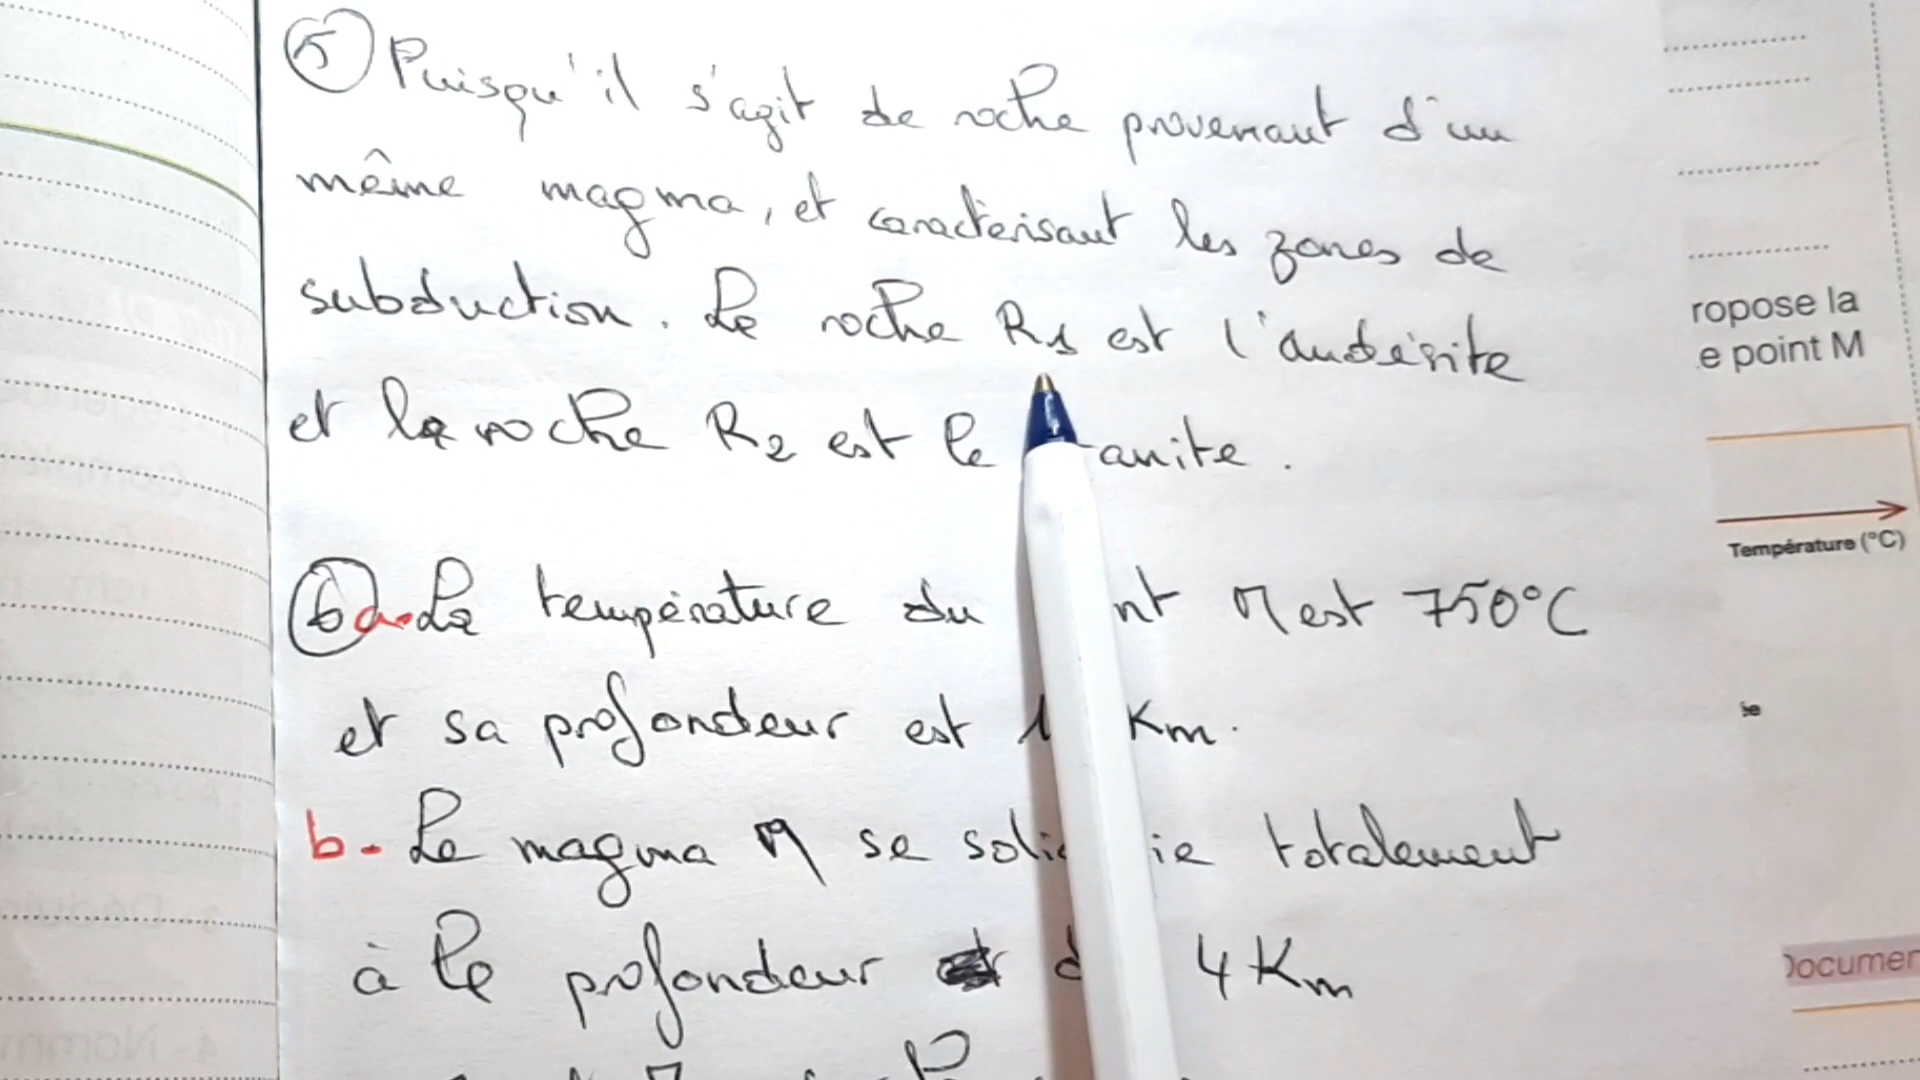 5 Puisqu'il s'agit de roche provenant d'un
même magma, et caractérisant les zones de
subduction. La roche R1 est l'andésite
et la roche R2 est le anite.
6 a. La température du nt M est 750°C
et sa profondeur est Km.
b. Le magma M se soli ie totalement
à la profondeur 4 Km
ropose la
e point M
Température (°C)
Documen